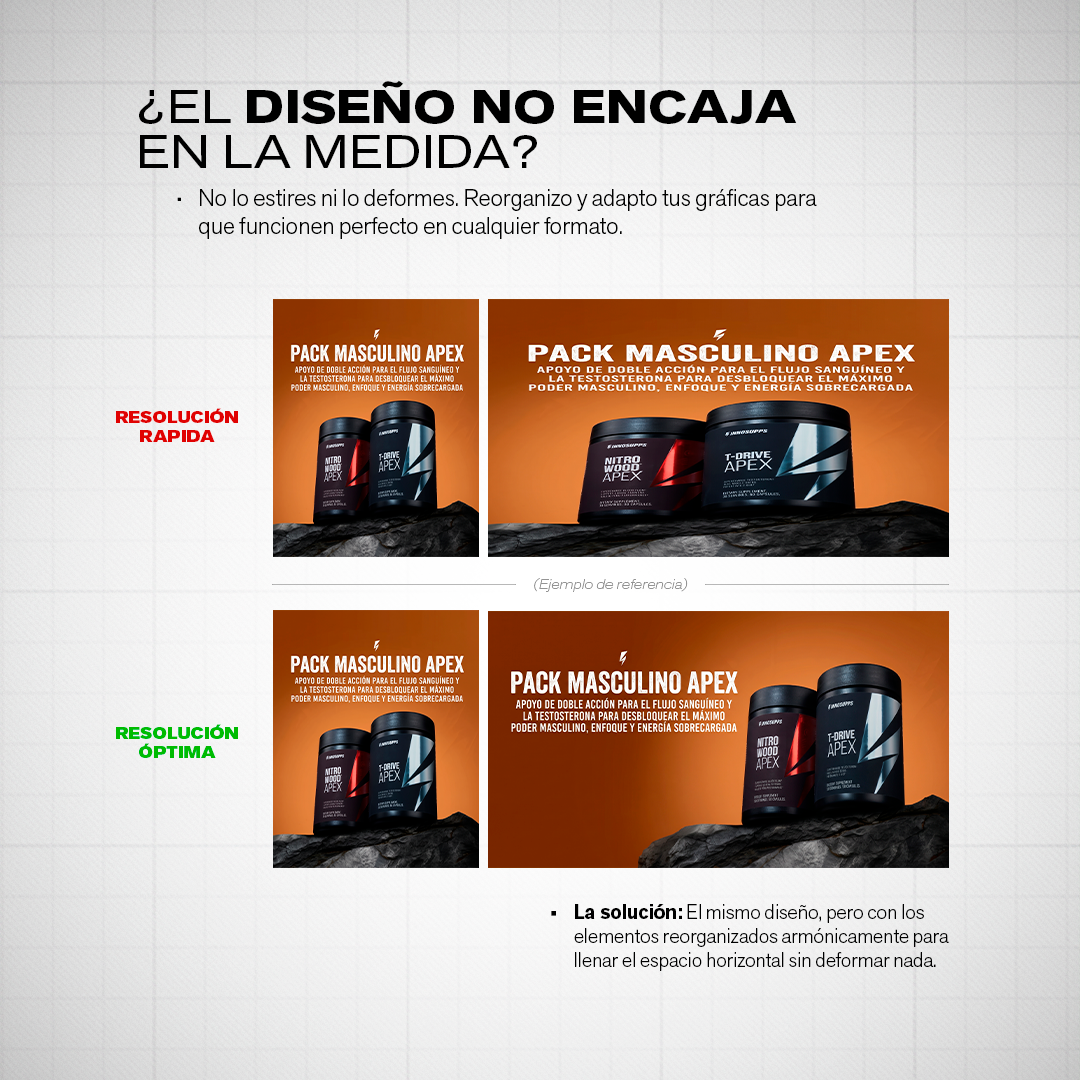 ¿EL DISEÑO NO ENCAJA
EN LA MEDIDA?
· No lo estires ni lo deformes. Reorganizo y adapto tus gráficas para
que funcionen perfecto en cualquier formato.
RESOLUCIÓN
RAPIDA
PACK MASCULINO APEX
APOYO DE DOBLE ACCIÓN PARA EL FLUJO SANGUÍNEO Y
LA TESTOSTERONA PARA DESBLOQUEAR EL MÁXIMO
PODER MASCULINO, ENFOQUE Y ENERGÍA SOBRECARGADA
INNOSUPPS
NITRO
WOOD
APEX
INNOSUPPS
T-DRIVE
APEX
PACK MASCULINO APEX
APOYO DE DOBLE ACCIÓN PARA EL FLUJO SANGUÍNEO Y
LA TESTOSTERONA PARA DESBLOQUEAR EL MÁXIMO
PODER MASCULINO, ENFOQUE Y ENERGÍA SOBRECARGADA
INNOSUPPS
NITRO
WOOD
APEX
INNOSUPPS
T-DRIVE
APEX
(Ejemplo de referencia)
RESOLUCIÓN
ÓPTIMA
PACK MASCULINO APEX
APOYO DE DOBLE ACCIÓN PARA EL FLUJO SANGUÍNEO Y
LA TESTOSTERONA PARA DESBLOQUEAR EL MÁXIMO
PODER MASCULINO, ENFOQUE Y ENERGÍA SOBRECARGADA
INNOSUPPS
NITRO
WOOD
APEX
INNOSUPPS
T-DRIVE
APEX
PACK MASCULINO APEX
APOYO DE DOBLE ACCIÓN PARA EL FLUJO SANGUÍNEO Y
LA TESTOSTERONA PARA DESBLOQUEAR EL MÁXIMO
PODER MASCULINO, ENFOQUE Y ENERGÍA SOBRECARGADA
INNOSUPPS
NITRO
WOOD
APEX
INNOSUPPS
T-DRIVE
APEX
▪ La solución: El mismo diseño, pero con los
elementos reorganizados armónicamente para
llenar el espacio horizontal sin deformar nada.